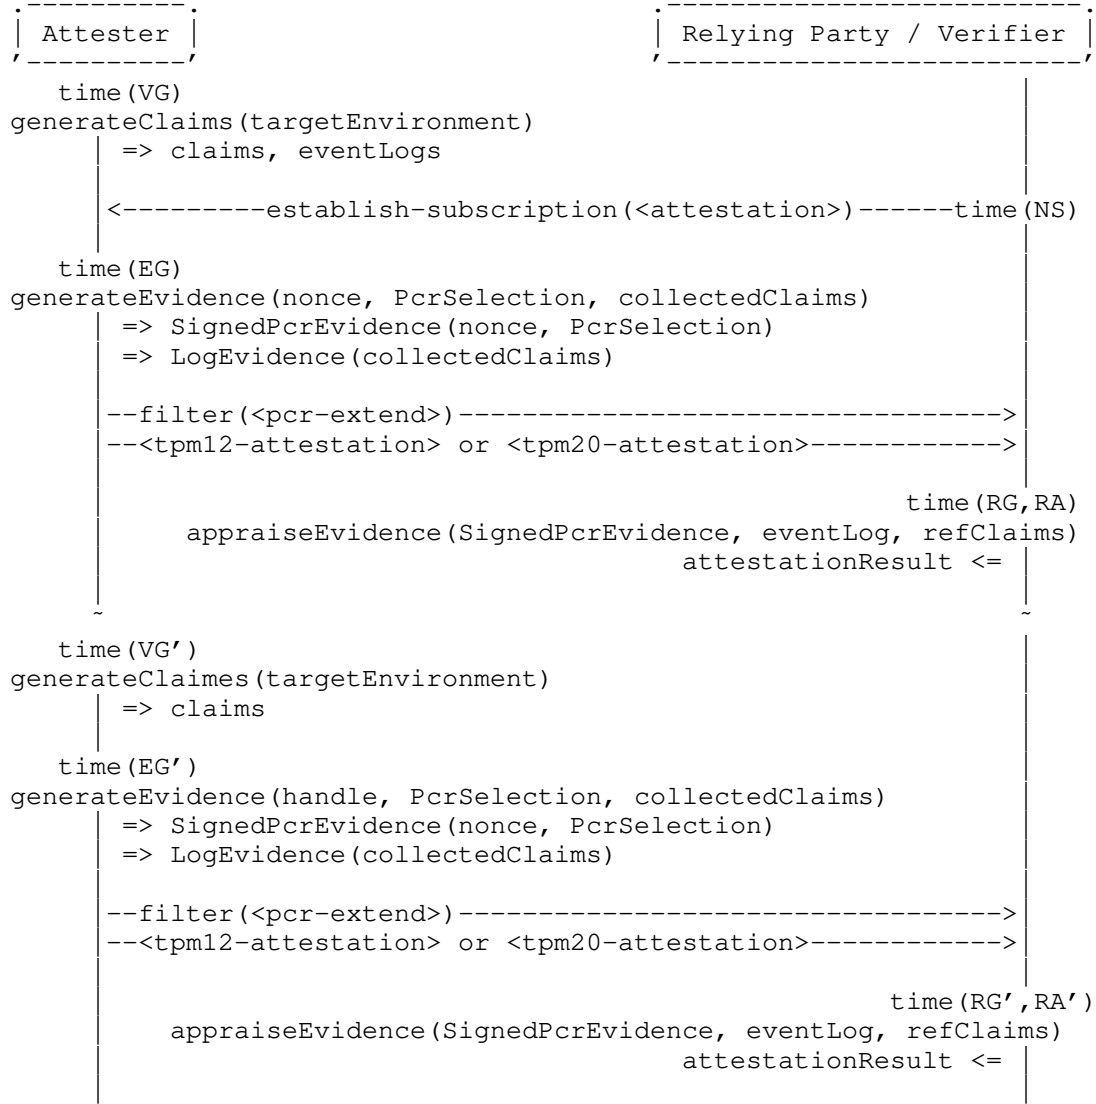 .----------.                             .--------------------------.
| Attester |                             | Relying Party / Verifier |
'----------'                             '--------------------------'
   time(VG)                                                     |
generateClaims(targetEnvironment)                               |
     | => claims, eventLogs                                     |
     |                                                          |
     |<---------establish-subscription(<attestation>)------time(NS)
     |                                                          |
   time(EG)                                                     |
generateEvidence(nonce, PcrSelection, collectedClaims)          |
     | => SignedPcrEvidence(nonce, PcrSelection)                |
     | => LogEvidence(collectedClaims)                          |
     |                                                          |
     |--filter(<pcr-extend>)---------------------------------->|
     |--<tpm12-attestation> or <tpm20-attestation>------------>|
     |                                                          |
     |                                                  time(RG,RA)
     |     appraiseEvidence(SignedPcrEvidence, eventLog, refClaims)
     |                                    attestationResult <= |
     |                                                          |
     ~                                                          ~
   time(VG')                                                    |
generateClaimes(targetEnvironment)                              |
     | => claims                                                |
     |                                                          |
   time(EG')                                                    |
generateEvidence(handle, PcrSelection, collectedClaims)         |
     | => SignedPcrEvidence(nonce, PcrSelection)                |
     | => LogEvidence(collectedClaims)                          |
     |                                                          |
     |--filter(<pcr-extend>)---------------------------------->|
     |--<tpm12-attestation> or <tpm20-attestation>------------>|
     |                                                          |
     |                                                 time(RG',RA')
     |    appraiseEvidence(SignedPcrEvidence, eventLog, refClaims)
     |                                    attestationResult <= |
     |                                                          |